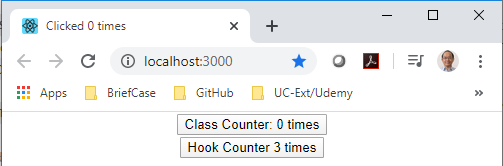 Clicked 0 times
localhost:3000
Apps BriefCase GitHub UC-Ext/Udemy
Class Counter: 0 times
Hook Counter 3 times